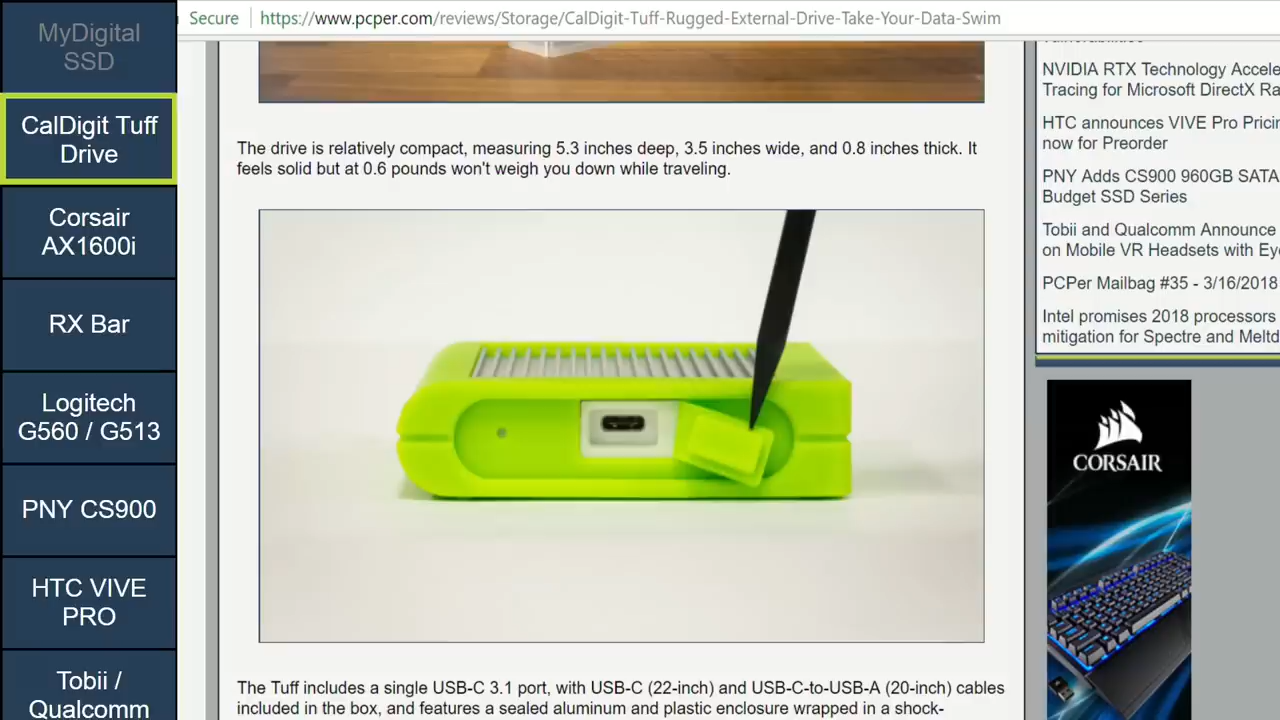 MyDigital
SSD
CalDigit Tuff
Drive
Corsair
AX1600i
RX Bar
Logitech
G560 / G513
PNY CS900
HTC VIVE
PRO
Tobii /
Qualcomm
Secure
https://www.pcper.com/reviews/Storage/CalDigit-Tuff-Rugged-External-Drive-Take-Your-Data-Swim
The drive is relatively compact, measuring 5.3 inches deep, 3.5 inches wide, and 0.8 inches thick. It
feels solid but at 0.6 pounds won't weigh you down while traveling.
The Tuff includes a single USB-C 3.1 port, with USB-C (22-inch) and USB-C-to-USB-A (20-inch) cables
included in the box, and features a sealed aluminum and plastic enclosure wrapped in a shock-
NVIDIA RTX Technology Accele
Tracing for Microsoft DirectX Ra
HTC announces VIVE Pro Pricin
now for Preorder
PNY Adds CS900 960GB SATA
Budget SSD Series
Tobii and Qualcomm Announce
on Mobile VR Headsets with Eye
PCPer Mailbag #35 - 3/16/2018
Intel promises 2018 processors
mitigation for Spectre and Meltd
CORSAIR